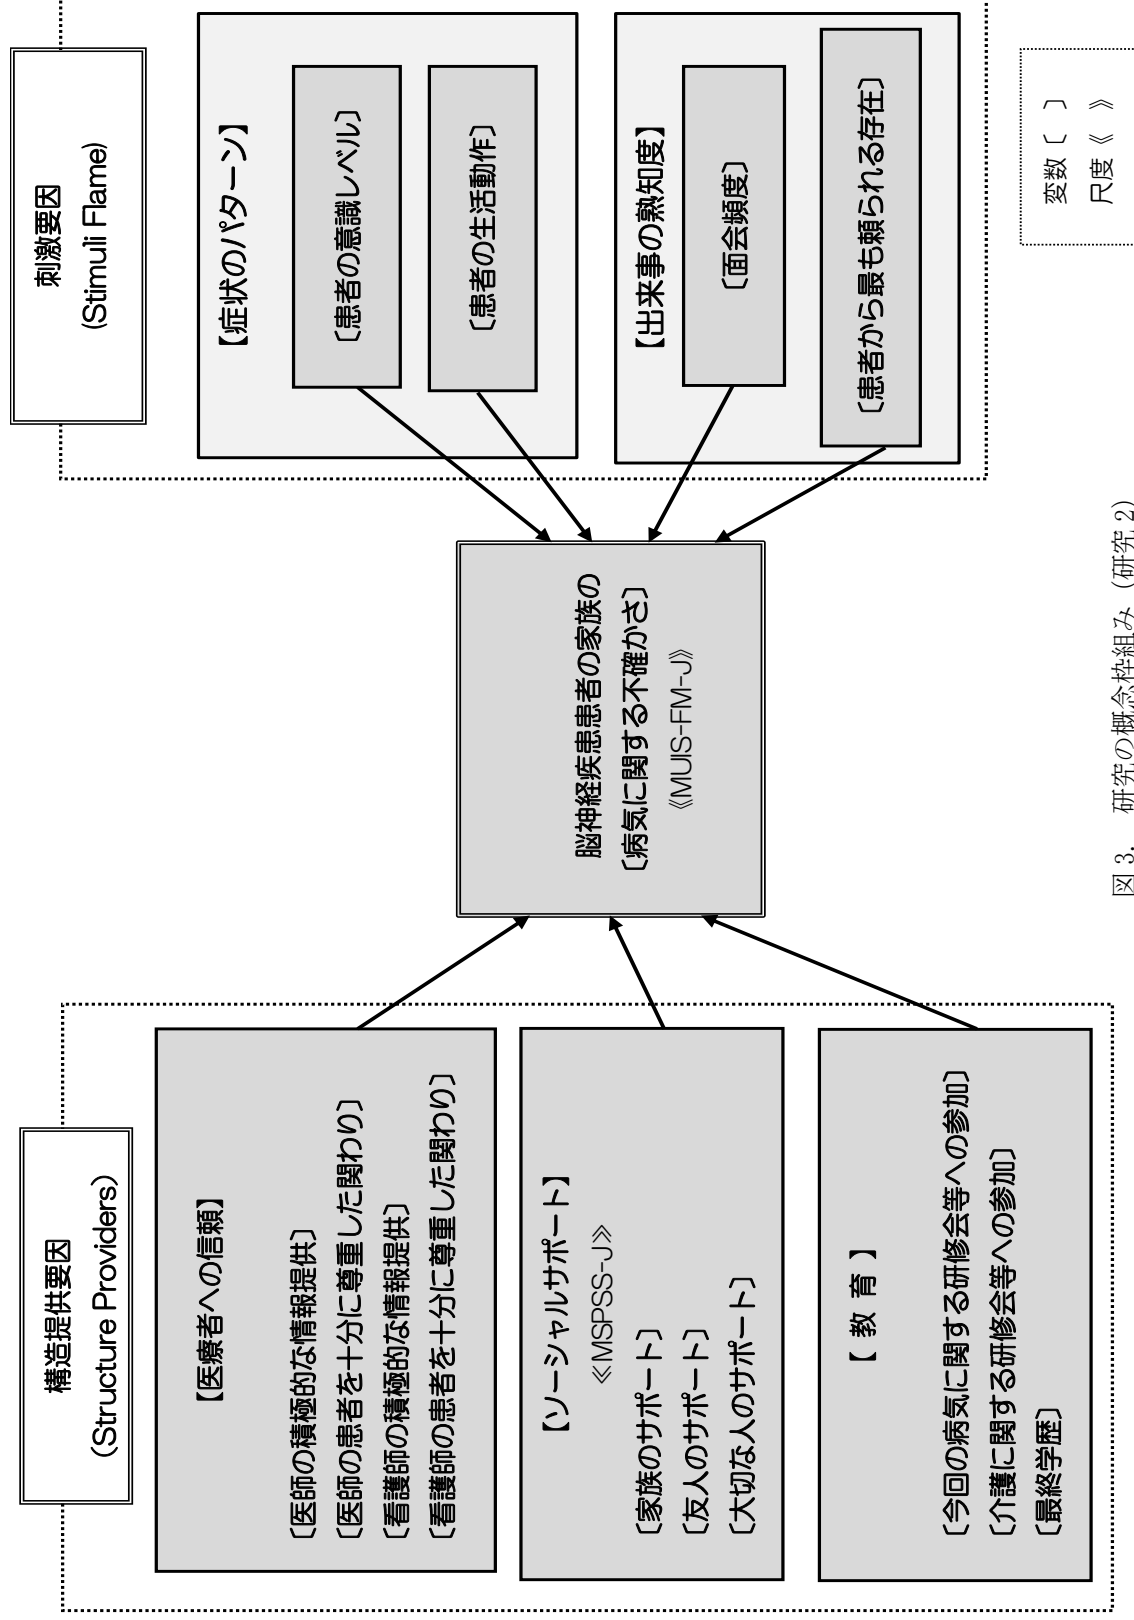 構造提供要因
(Structure Providers)
【医療者への信頼】
〔医師の積極的な情報提供〕
〔医師の患者を十分に尊重した関わり〕
〔看護師の積極的な情報提供〕
〔看護師の患者を十分に尊重した関わり〕
【ソーシャルサポート】
≪MSPSS-J≫
〔家族のサポート〕
〔友人のサポート〕
〔大切な人のサポート〕
【 教 育 】
〔今回の病気に関する研修会等への参加〕
〔介護に関する研修会等への参加〕
〔最終学歴〕
脳神経疾患患者の家族の
〔病気に関する不確かさ〕
《MUIS-FM-J》
刺激要因
(Stimuli Flame)
【症状のパターン】
〔患者の意識レベル〕
〔患者の生活動作〕
【出来事の熟知度】
〔面会頻度〕
〔患者から最も頼られる存在〕
変数〔 〕
尺度《 》
図 3. 研究の概念枠組み（研究 2）